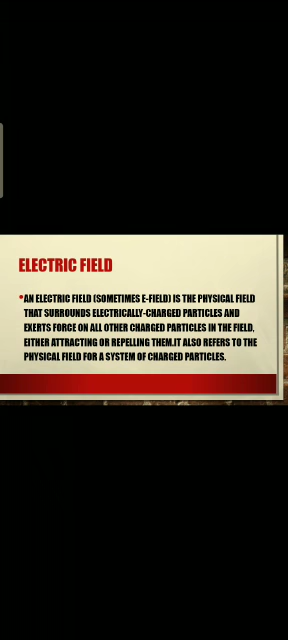 ELECTRIC FIELD
•AN ELECTRIC FIELD (SOMETIMES E-FIELD) IS THE PHYSICAL FIELD
THAT SURROUNDS ELECTRICALLY-CHARGED PARTICLES AND
EXERTS FORCE ON ALL OTHER CHARGED PARTICLES IN THE FIELD,
EITHER ATTRACTING OR REPELLING THEM.IT ALSO REFERS TO THE
PHYSICAL FIELD FOR A SYSTEM OF CHARGED PARTICLES.